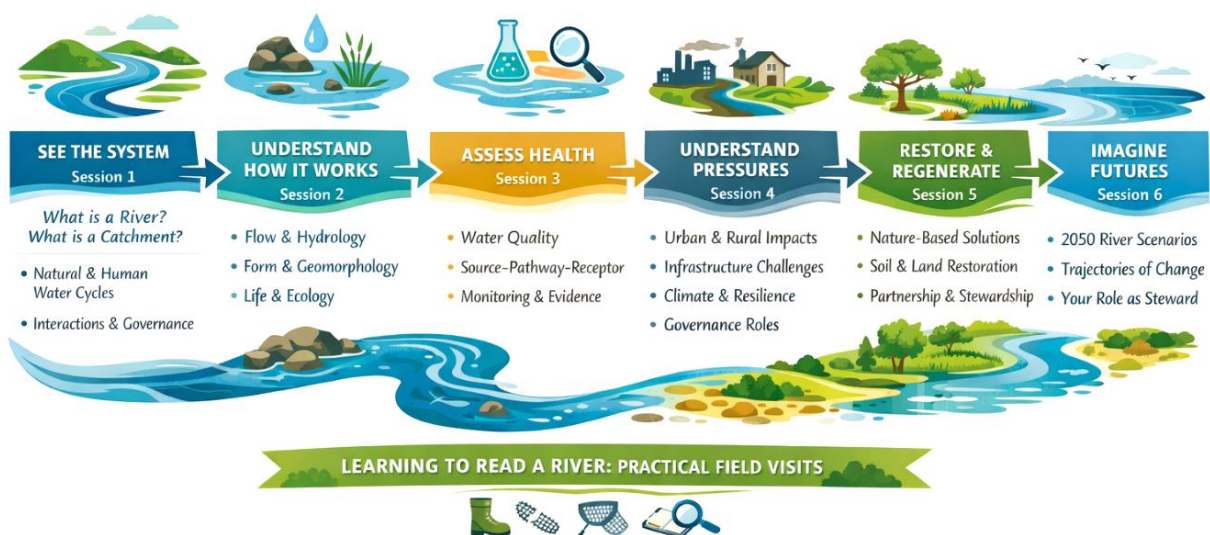 SEE THE SYSTEM
Session 1
What is a River?
What is a Catchment?
• Natural & Human
Water Cycles
• Interactions & Governance
UNDERSTAND
HOW IT WORKS
Session 2
• Flow & Hydrology
• Form & Geomorphology
• Life & Ecology
ASSESS HEALTH
Session 3
• Water Quality
• Source-Pathway-Receptor
• Monitoring & Evidence
UNDERSTAND
PRESSURES
Session 4
• Urban & Rural Impacts
• Infrastructure Challenges
• Climate & Resilience
• Governance Roles
RESTORE &
REGENERATE
Session 5
• Nature-Based Solutions
• Soil & Land Restoration
• Partnership & Stewardship
IMAGINE
FUTURES
Session 6
• 2050 River Scenarios
• Trajectories of Change
• Your Role as Steward
LEARNING TO READ A RIVER: PRACTICAL FIELD VISITS